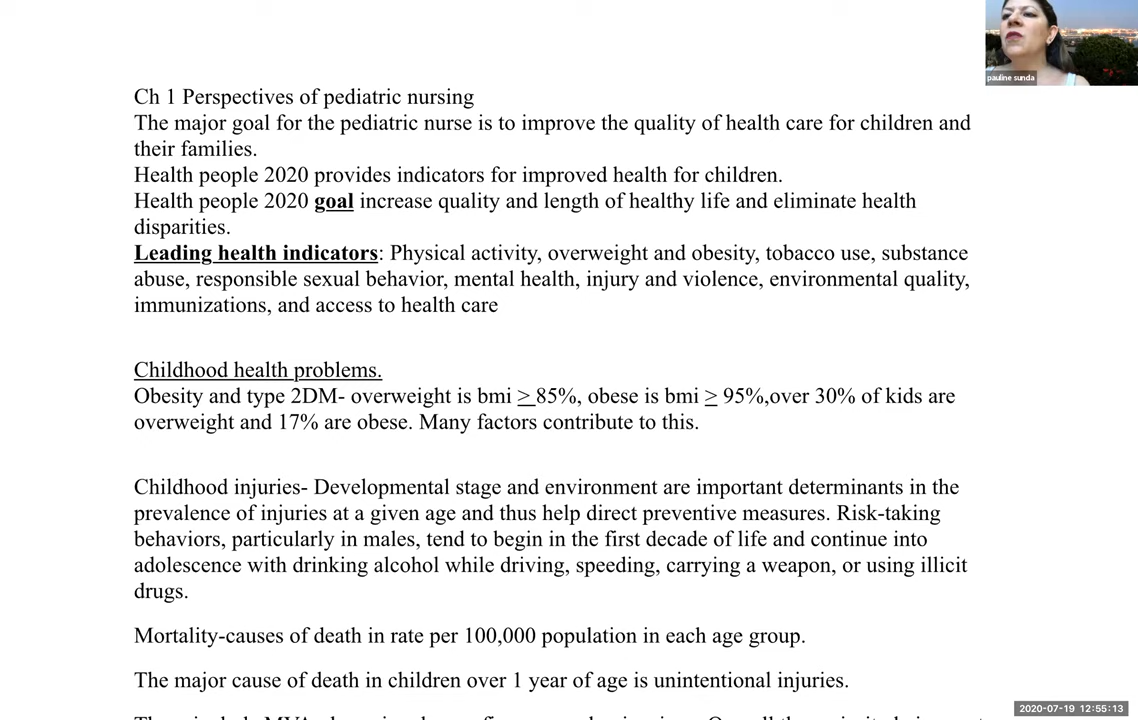 pauline sunda
Ch 1 Perspectives of pediatric nursing
The major goal for the pediatric nurse is to improve the quality of health care for children and
their families.
Health people 2020 provides indicators for improved health for children.
Health people 2020 goal increase quality and length of healthy life and eliminate health
disparities.
Leading health indicators: Physical activity, overweight and obesity, tobacco use, substance
abuse, responsible sexual behavior, mental health, injury and violence, environmental quality,
immunizations, and access to health care
Childhood health problems.
Obesity and type 2DM- overweight is bmi > 85%, obese is bmi > 95%,over 30% of kids are
overweight and 17% are obese. Many factors contribute to this.
Childhood injuries- Developmental stage and environment are important determinants in the
prevalence of injuries at a given age and thus help direct preventive measures. Risk-taking
behaviors, particularly in males, tend to begin in the first decade of life and continue into
adolescence with drinking alcohol while driving, speeding, carrying a weapon, or using illicit
drugs.
Mortality-causes of death in rate per 100,000 population in each age group.
The major cause of death in children over 1 year of age is unintentional injuries.
2020-07-19 12:55:13